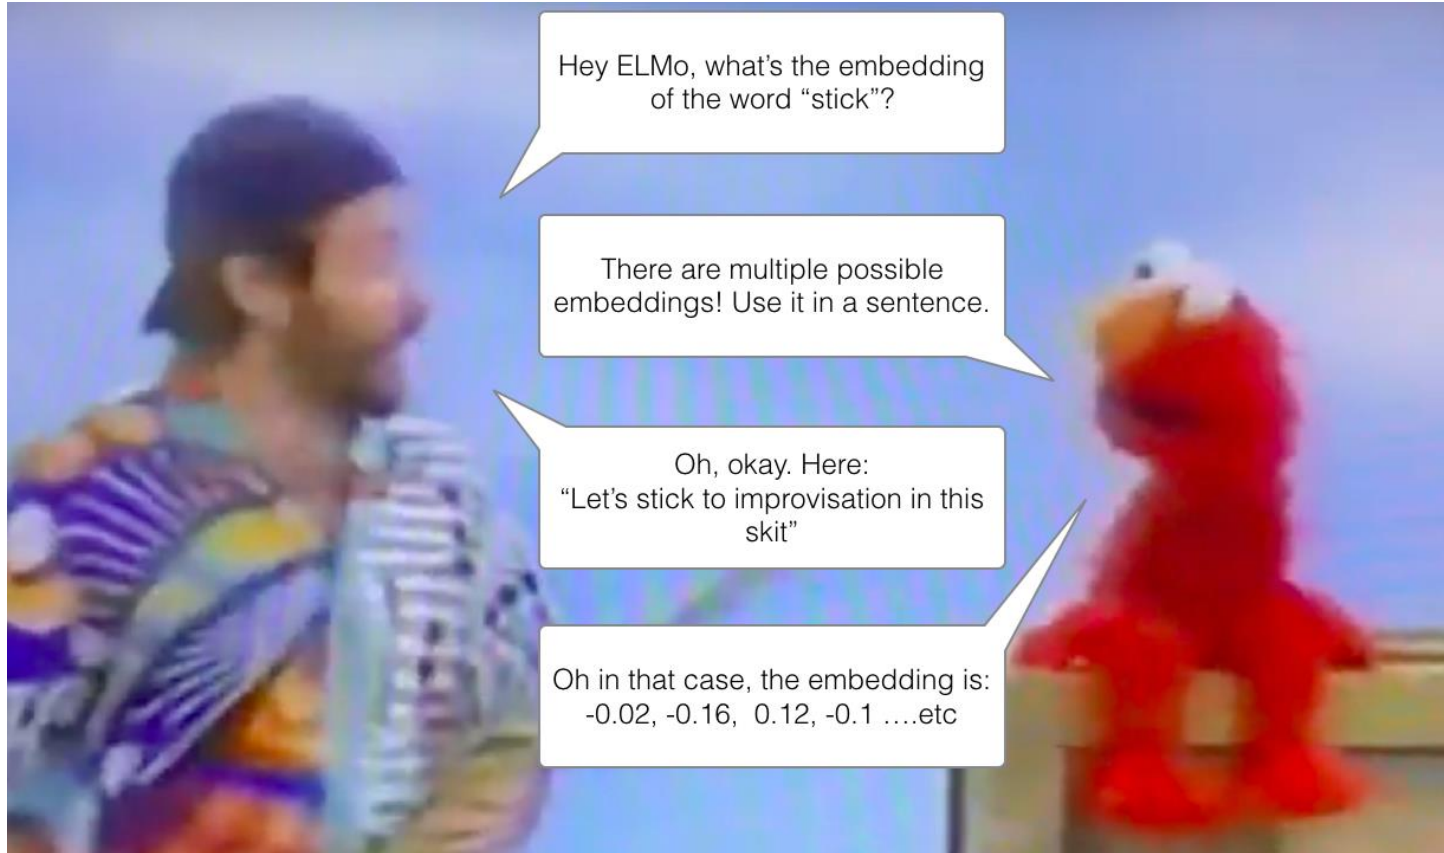 Hey ELMo, what’s the embedding
of the word “stick”?
There are multiple possible
embeddings! Use it in a sentence.
Oh, okay. Here:
“Let’s stick to improvisation in this
skit”
Oh in that case, the embedding is:
-0.02, -0.16, 0.12, -0.1 ….etc